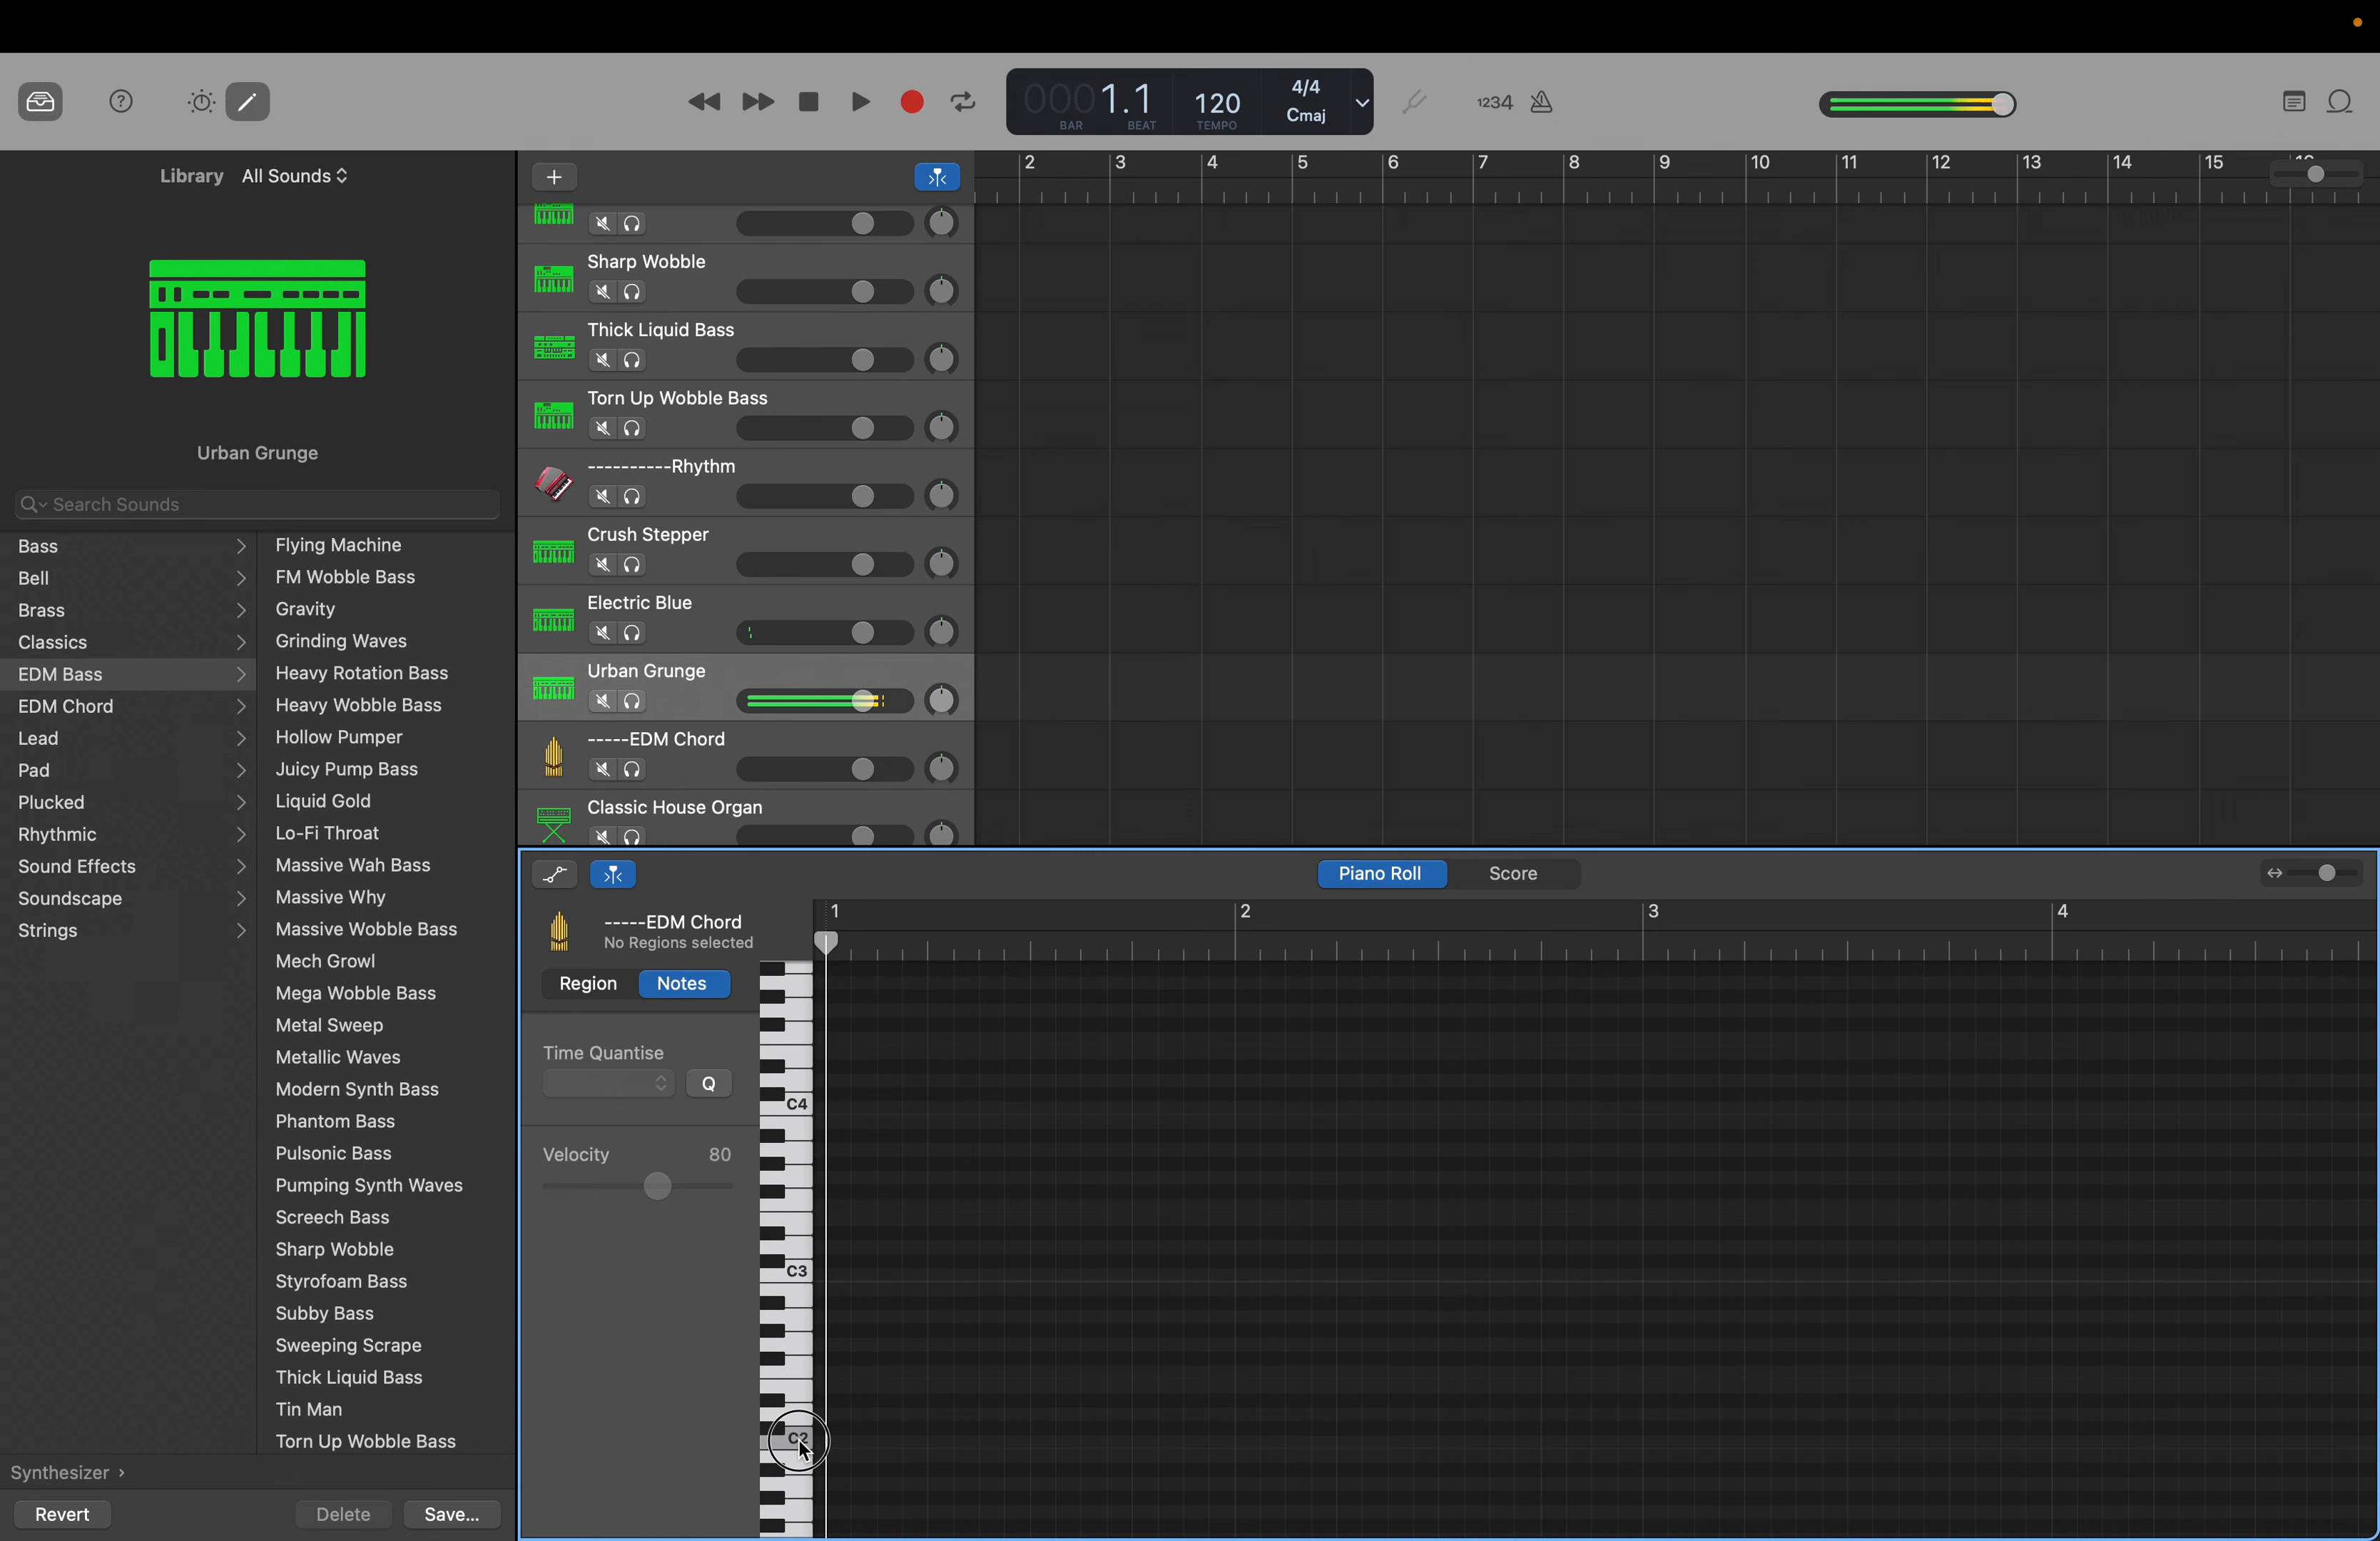 0001.1
120
4/4
Cmaj
BAR
BEAT
TEMPO
1234
Library All Sounds
Urban Grunge
Search Sounds
Bass
Bell
Brass
Classics
EDM Bass
EDM Chord
Lead
Pad
Plucked
Rhythmic
Sound Effects
Soundscape
Strings
Flying Machine
FM Wobble Bass
Gravity
Grinding Waves
Heavy Rotation Bass
Heavy Wobble Bass
Hollow Pumper
Juicy Pump Bass
Liquid Gold
Lo-Fi Throat
Massive Wah Bass
Massive Why
Massive Wobble Bass
Mech Growl
Mega Wobble Bass
Metal Sweep
Metallic Waves
Modern Synth Bass
Phantom Bass
Pulsonic Bass
Pumping Synth Waves
Screech Bass
Sharp Wobble
Styrofoam Bass
Subby Bass
Sweeping Scrape
Thick Liquid Bass
Tin Man
Torn Up Wobble Bass
Synthesizer
Revert
Delete
Save...
2 3 4 5 6 7 8 9 10 11 12 13 14 15
Sharp Wobble
Thick Liquid Bass
Torn Up Wobble Bass
----------Rhythm
Crush Stepper
Electric Blue
Urban Grunge
-----EDM Chord
Classic House Organ
Piano Roll
Score
-----EDM Chord
No Regions selected
1 2 3 4
Region
Notes
Time Quantise
Q
Velocity 80
C4
C3
C2